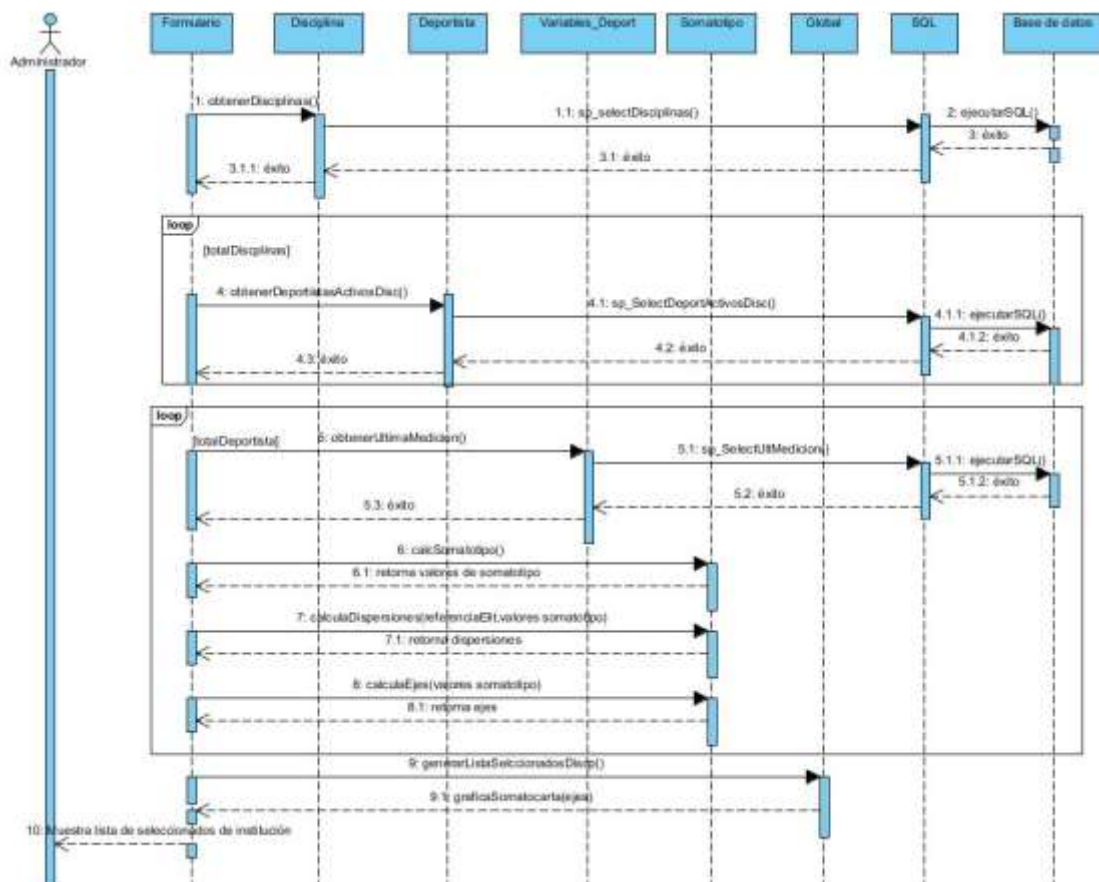 Administrador
Formulario
Disciplina
Deportista
Variables_Deport
Somatotipo
Global
SQL
Base de datos
1: obtenerDisciplinas()
1.1: sp_selectDisciplinas()
2: ejecutarSQL()
3: éxito
3.1: éxito
3.1.1: éxito
loop
[totalDiscplinas]
4: obtenerDeportistasActivosDisc()
4.1: sp_SelectDeportActivosDisc()
4.1.1: ejecutarSQL()
4.1.2: éxito
4.2: éxito
4.3: éxito
loop
[totalDeportista]
5: obtenerUltimaMedicion()
5.1: sp_SelectUltMedicion()
5.1.1: ejecutarSQL()
5.1.2: éxito
5.2: éxito
5.3: éxito
6: calcSomatotipo()
6.1: retorna valores de somatotipo
7: calculaDispersiones(referenciaElit,valores somatotipo)
7.1: retorna dispersiones
8: calculaEjes(valores somatotipo)
8.1: retorna ejes
9: generarListaSelccionadosDiscp()
9.1: graficaSomatocarta(ejes)
10: Muestra lista de seleccionados de institución